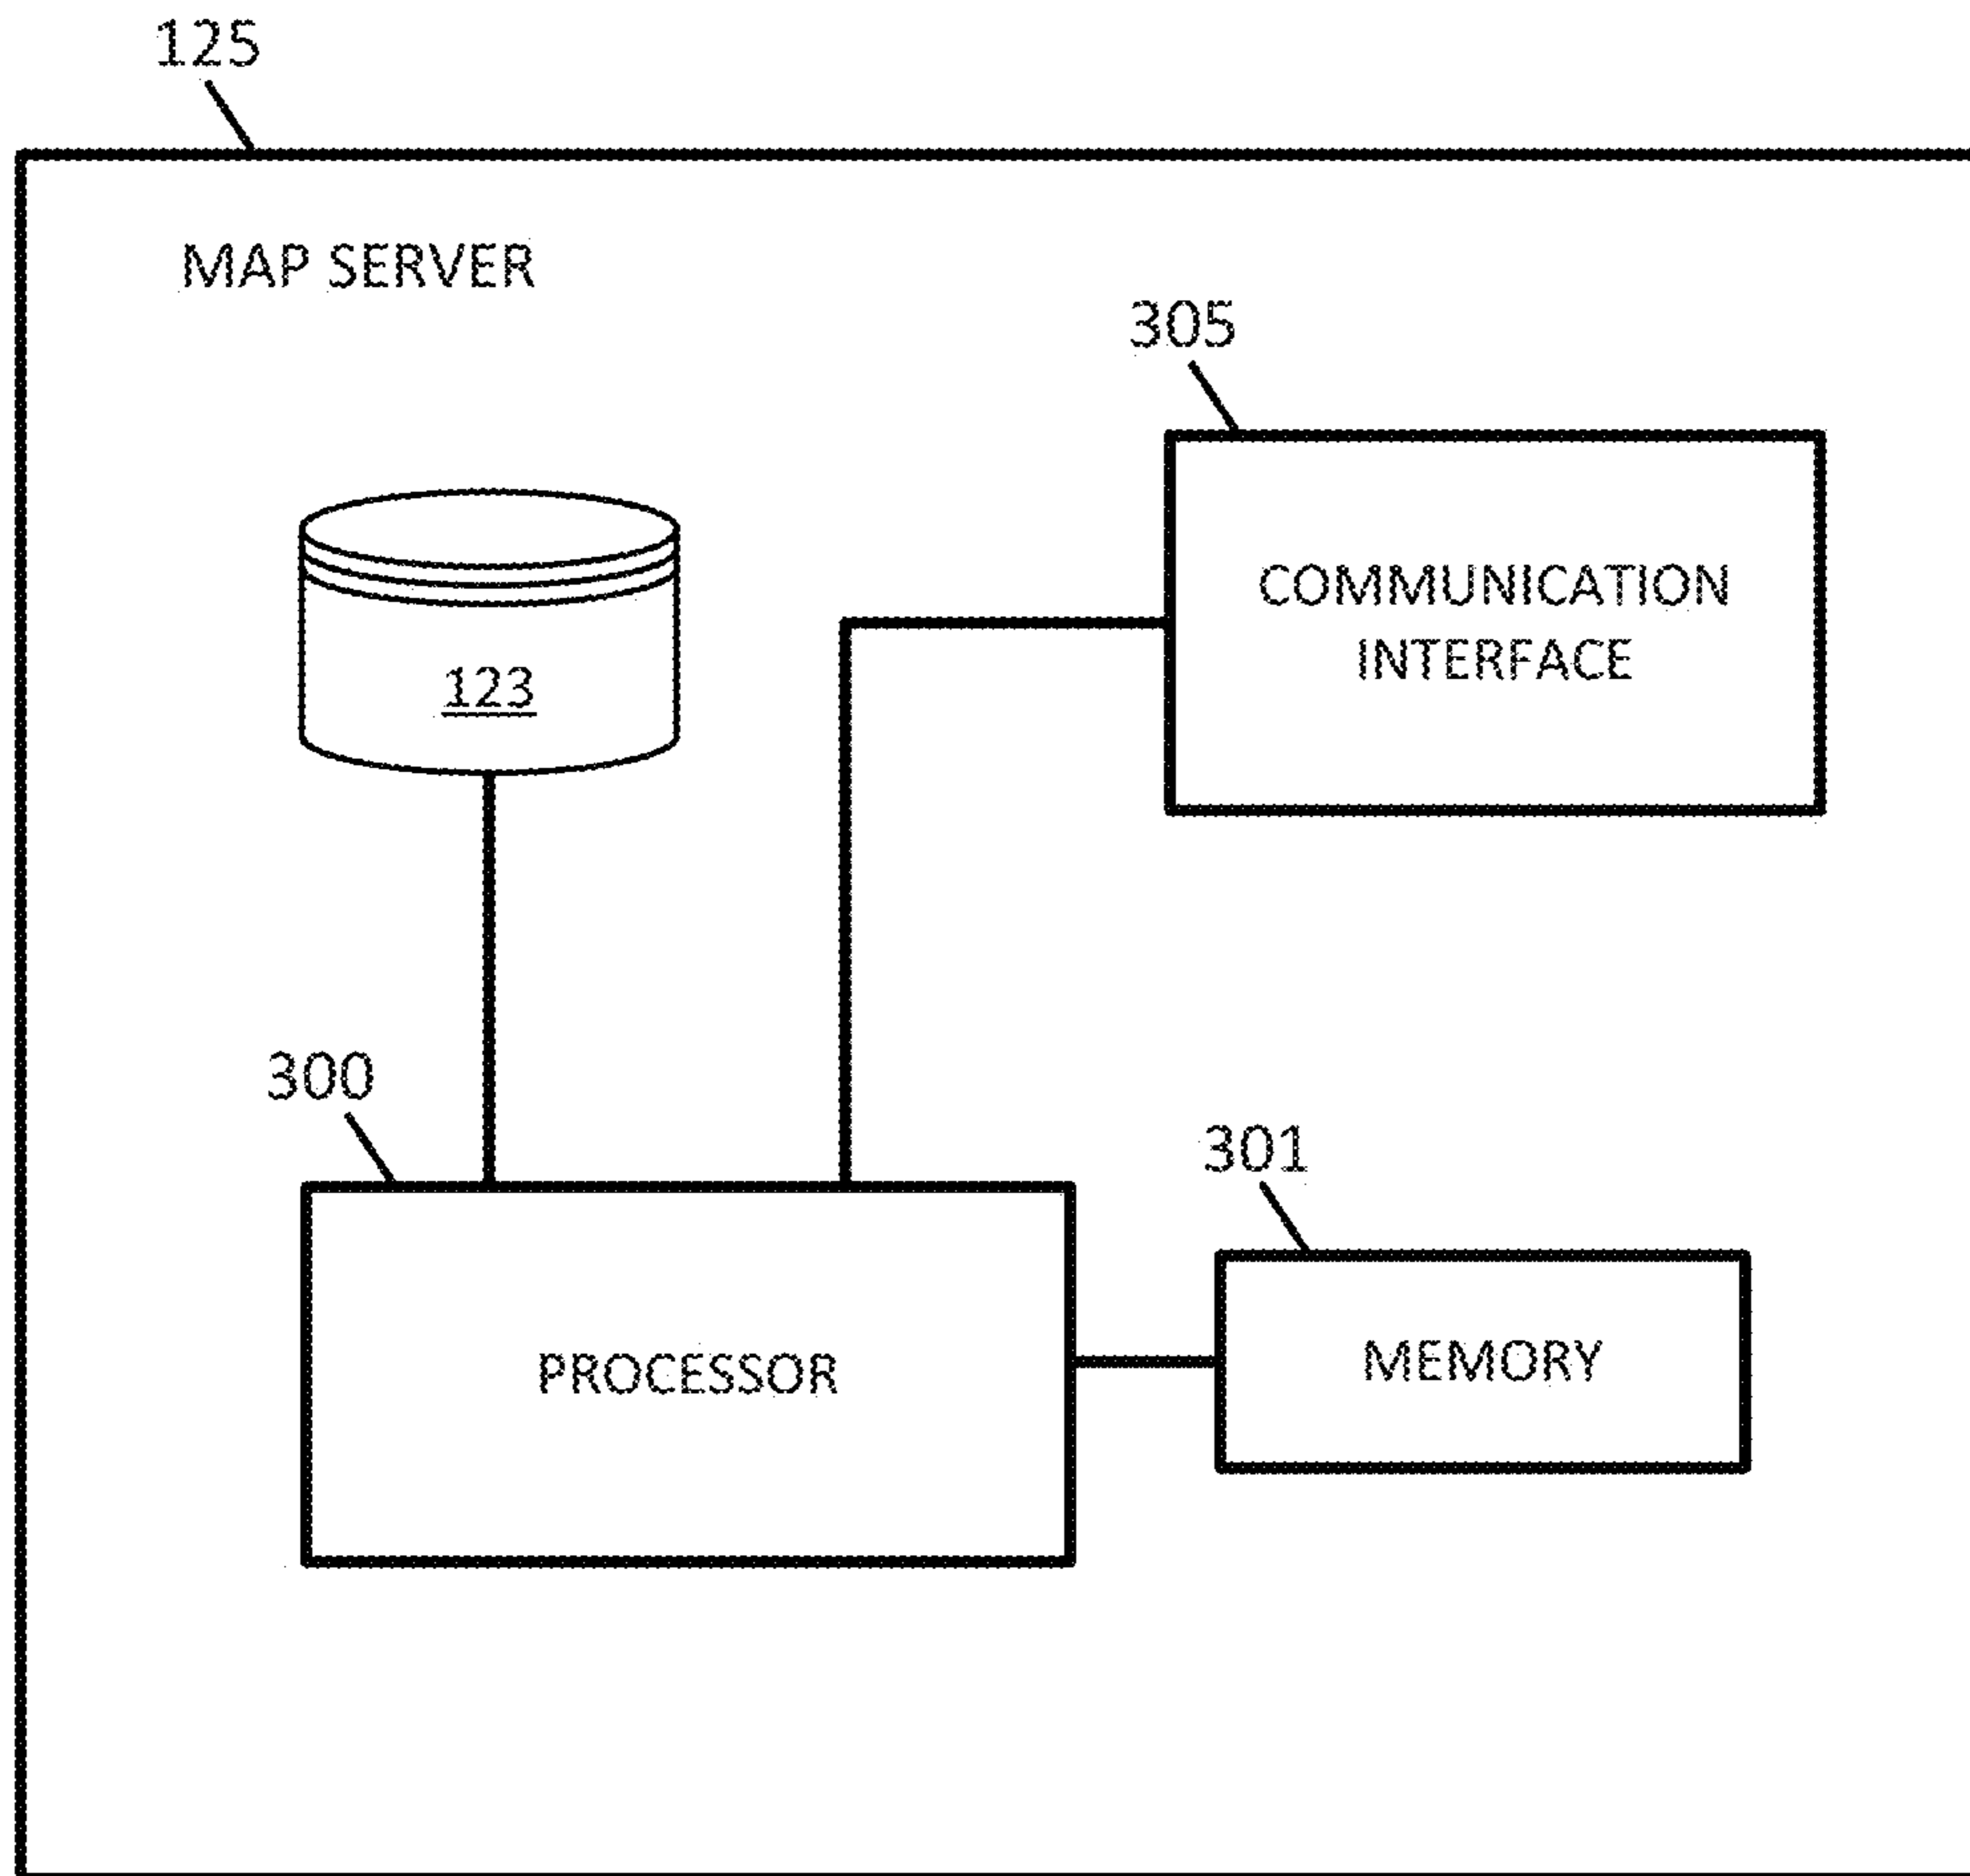 125
MAP SERVER
305
COMMUNICATION
INTERFACE
123
300
301
PROCESSOR
MEMORY